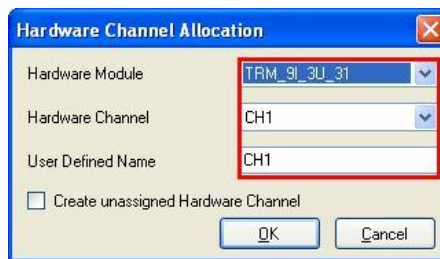 Hardware Channel Allocation
Hardware Module TRM_9I_3U_31
Hardware Channel CH1
User Defined Name CH1
Create unassigned Hardware Channel
OK Cancel